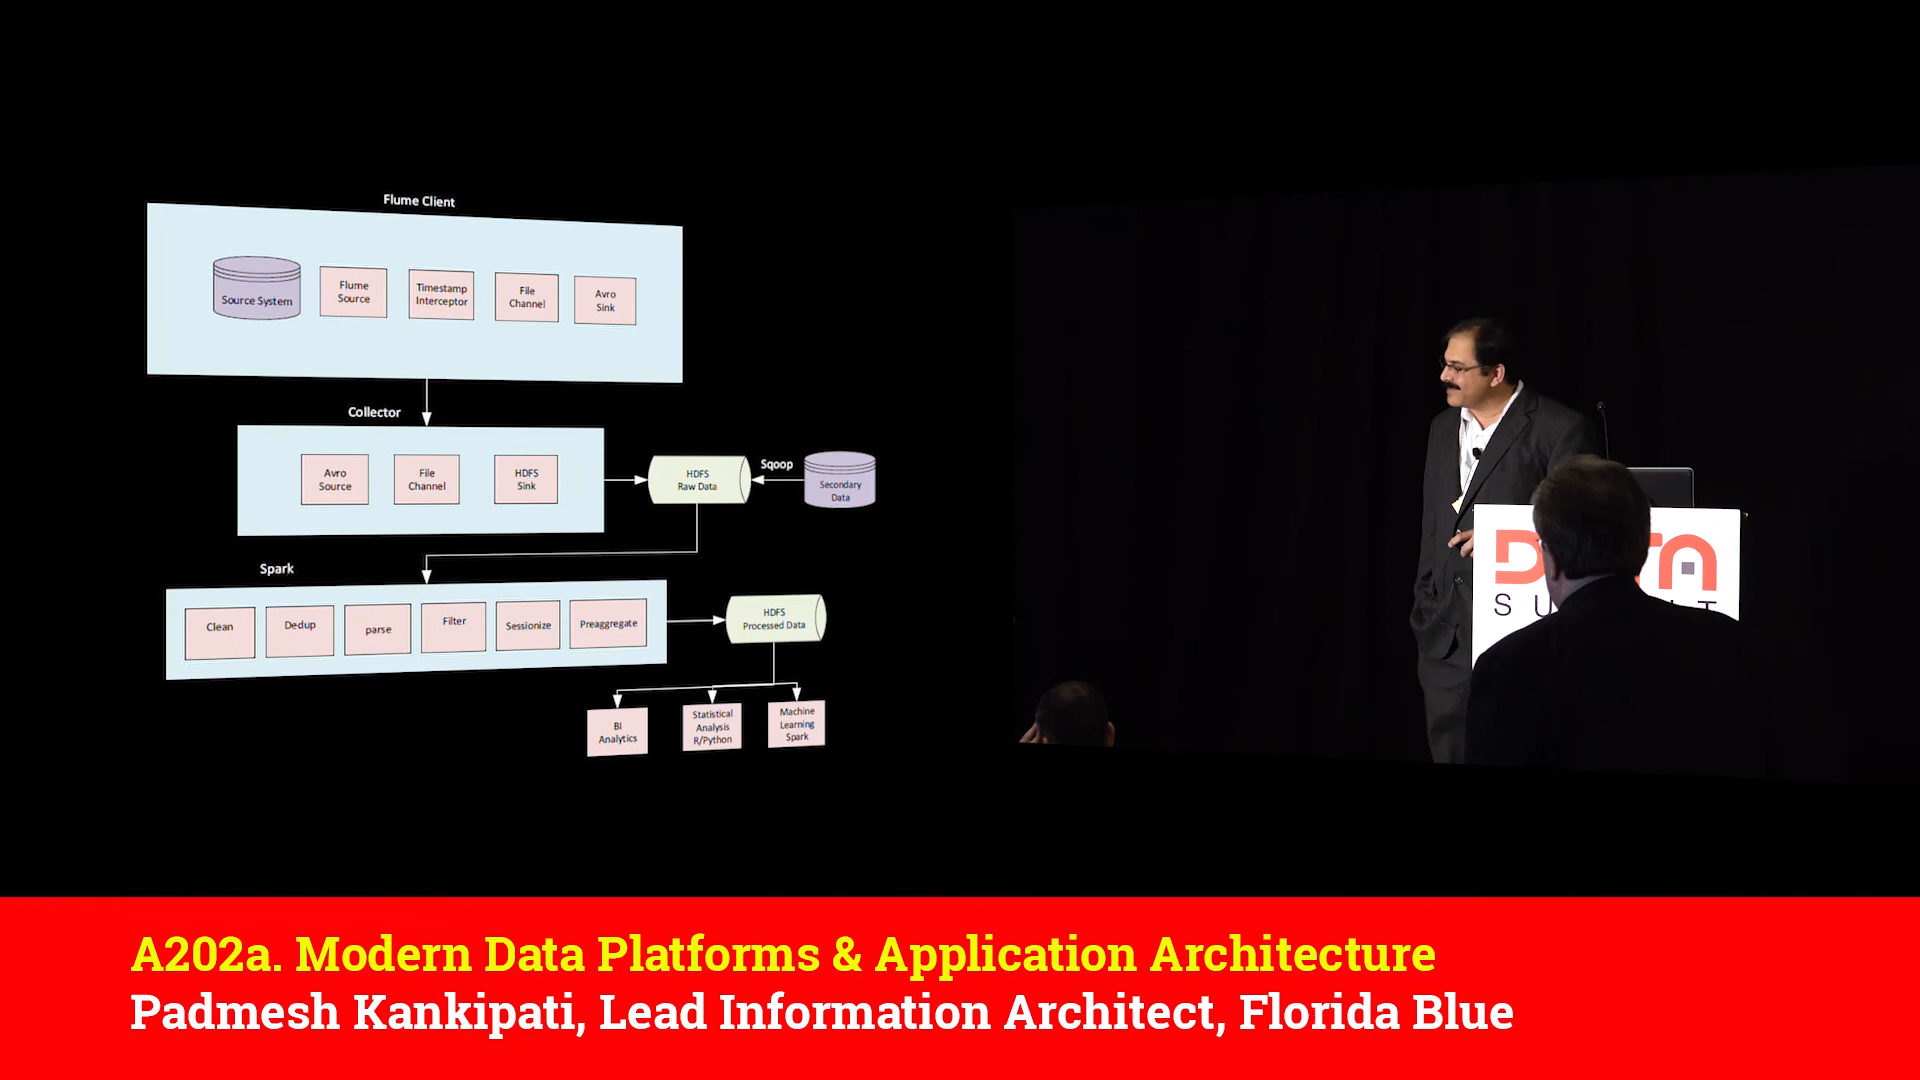 Flume Client
Source System
Flume
Source
Timestamp
Interceptor
File
Channel
Avro
Sink
Collector
Avro
Source
File
Channel
HDFS
Sink
HDFS
Raw Data
Sqoop
Secondary
Data
Spark
Clean
Dedup
parse
Filter
Sessionize
Preaggregate
HDFS
Processed Data
BI
Analytics
Statistical
Analysis
R/Python
Machine
Learning
Spark
A202a. Modern Data Platforms & Application Architecture
Padmesh Kankipati, Lead Information Architect, Florida Blue